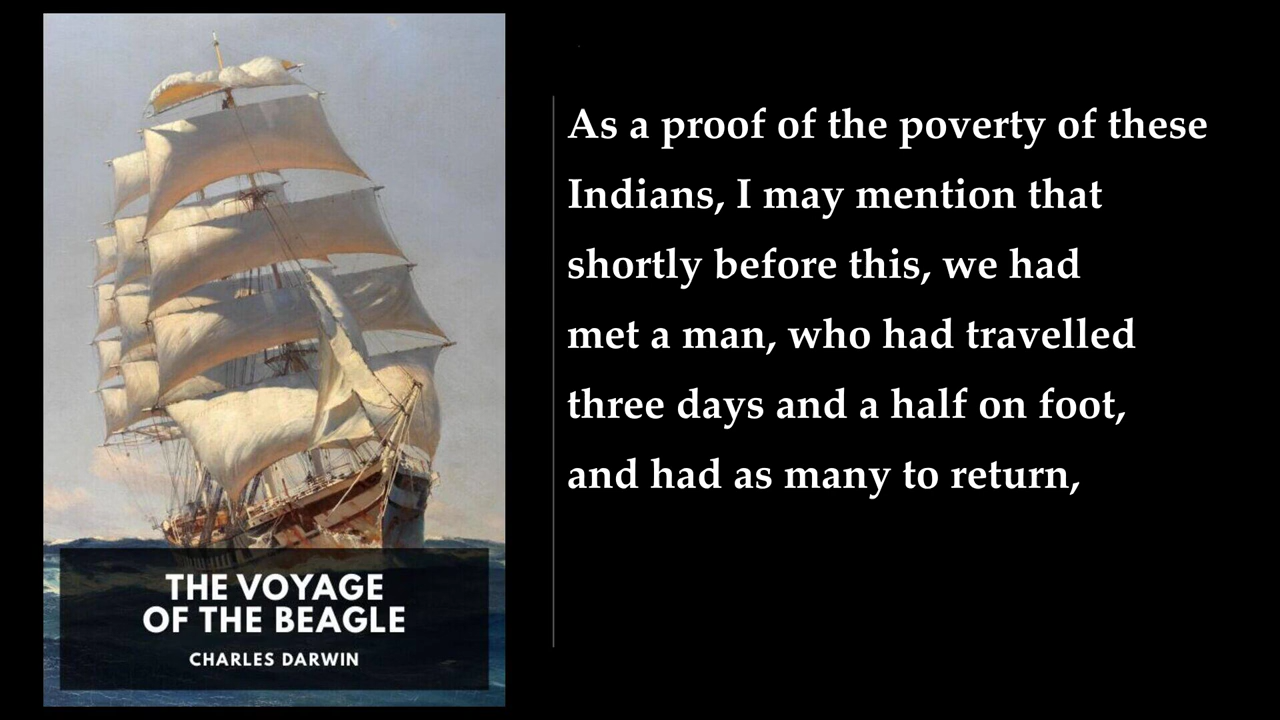 THE VOYAGE
OF THE BEAGLE
CHARLES DARWIN
As a proof of the poverty of these
Indians, I may mention that
shortly before this, we had
met a man, who had travelled
three days and a half on foot,
and had as many to return,